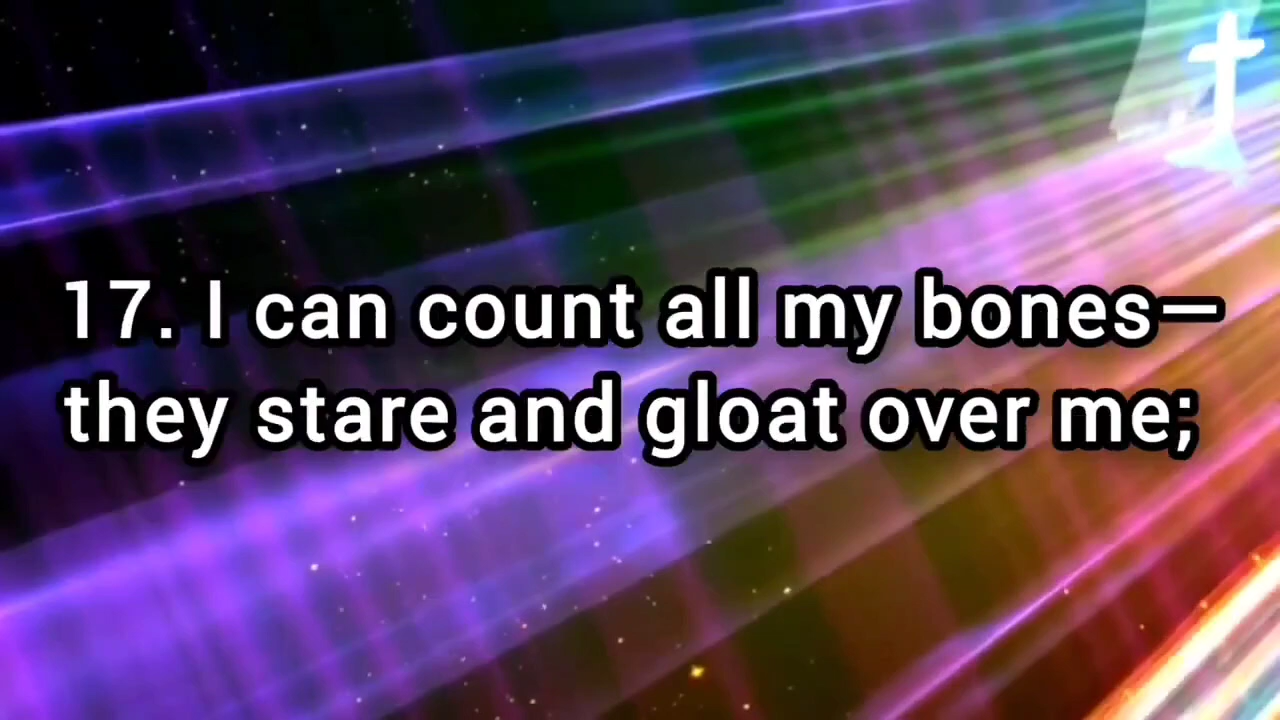 17. I can count all my bones—
they stare and gloat over me;